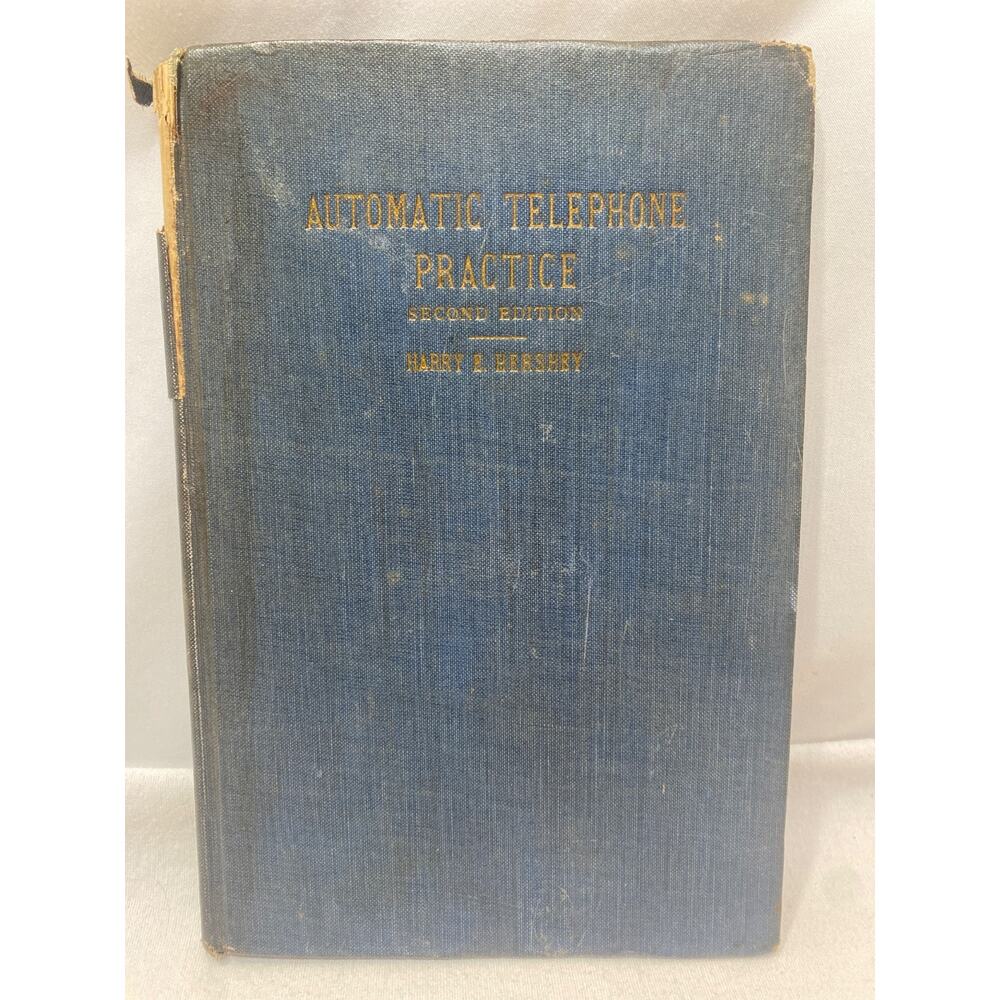 AUTOMATIC TELEPHONE
PRACTICE
SECOND EDITION
HARRY E. HERSHEY